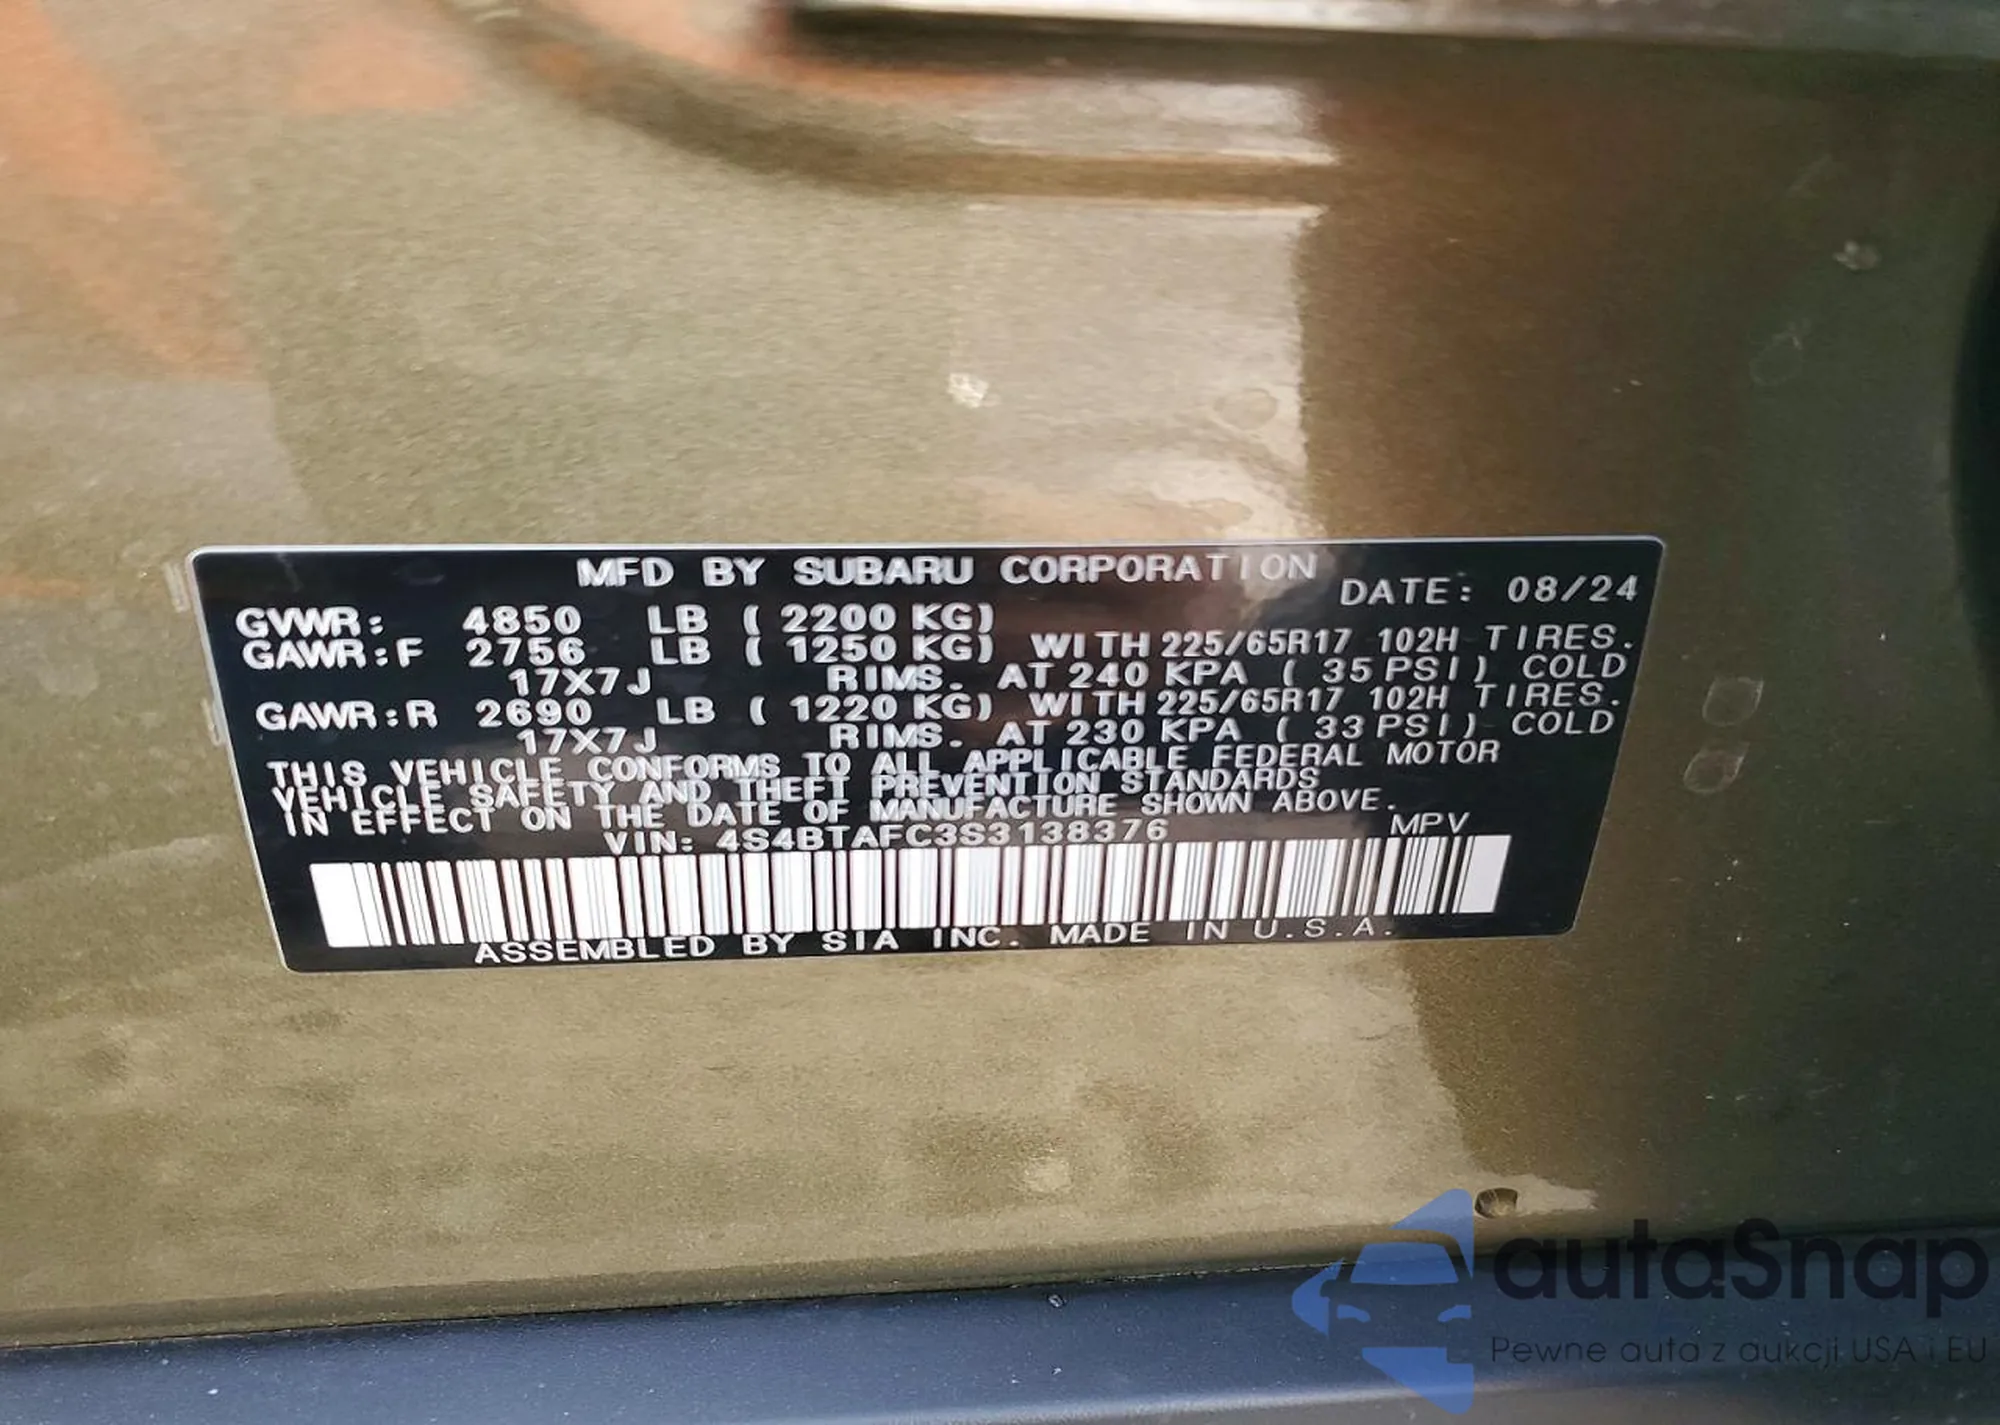 MFD BY SUBARU CORPORATION
DATE: 08/24
GVWR: 4850 LB ( 2200 KG)
GAWR:F 2756 LB ( 1250 KG) WITH 225/65R17 102H TIRES.
17X7J RIMS. AT 240 KPA ( 35 PSI) COLD
GAWR:R 2690 LB ( 1220 KG) WITH 225/65R17 102H TIRES.
17X7J RIMS. AT 230 KPA ( 33 PSI) COLD
THIS VEHICLE CONFORMS TO ALL APPLICABLE FEDERAL MOTOR
VEHICLE SAFETY AND THEFT PREVENTION STANDARDS
IN EFFECT ON THE DATE OF MANUFACTURE SHOWN ABOVE.
VIN: 4S4BTAFC3S3138376 MPV
ASSEMBLED BY SIA INC. MADE IN U.S.A.
autaSnap
Pewne auta z aukcji USA i EU